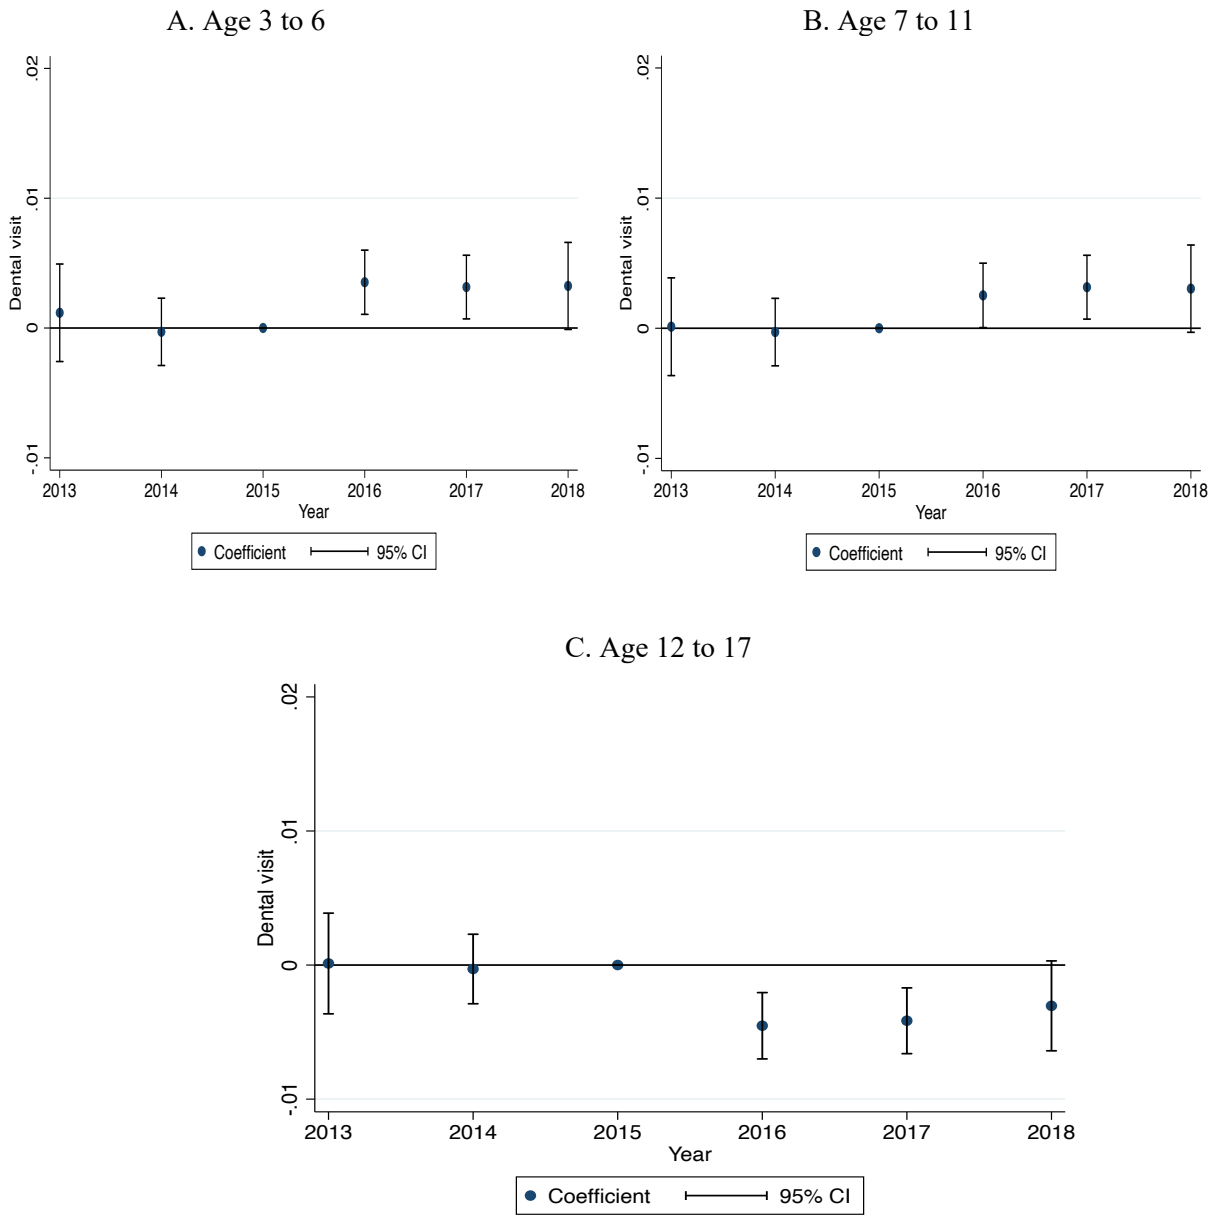 A. Age 3 to 6
.02
.01
0
-.01
Dental visit
2013 2014 2015 2016 2017 2018
Year
Coefficient 95% CI
B. Age 7 to 11
.02
.01
0
-.01
Dental visit
2013 2014 2015 2016 2017 2018
Year
Coefficient 95% CI
C. Age 12 to 17
.02
.01
0
-.01
Dental visit
2013 2014 2015 2016 2017 2018
Year
Coefficient 95% CI